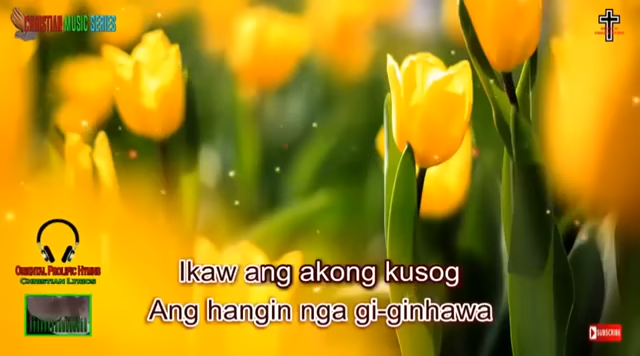 CHRISTIAN MUSIC SERIES
ORIENTAL PROLIFIC HYMNS
CHRISTIAN LYRICS
Ikaw ang akong kusog
Ang hangin nga gi-ginhawa
SUBSCRIBE